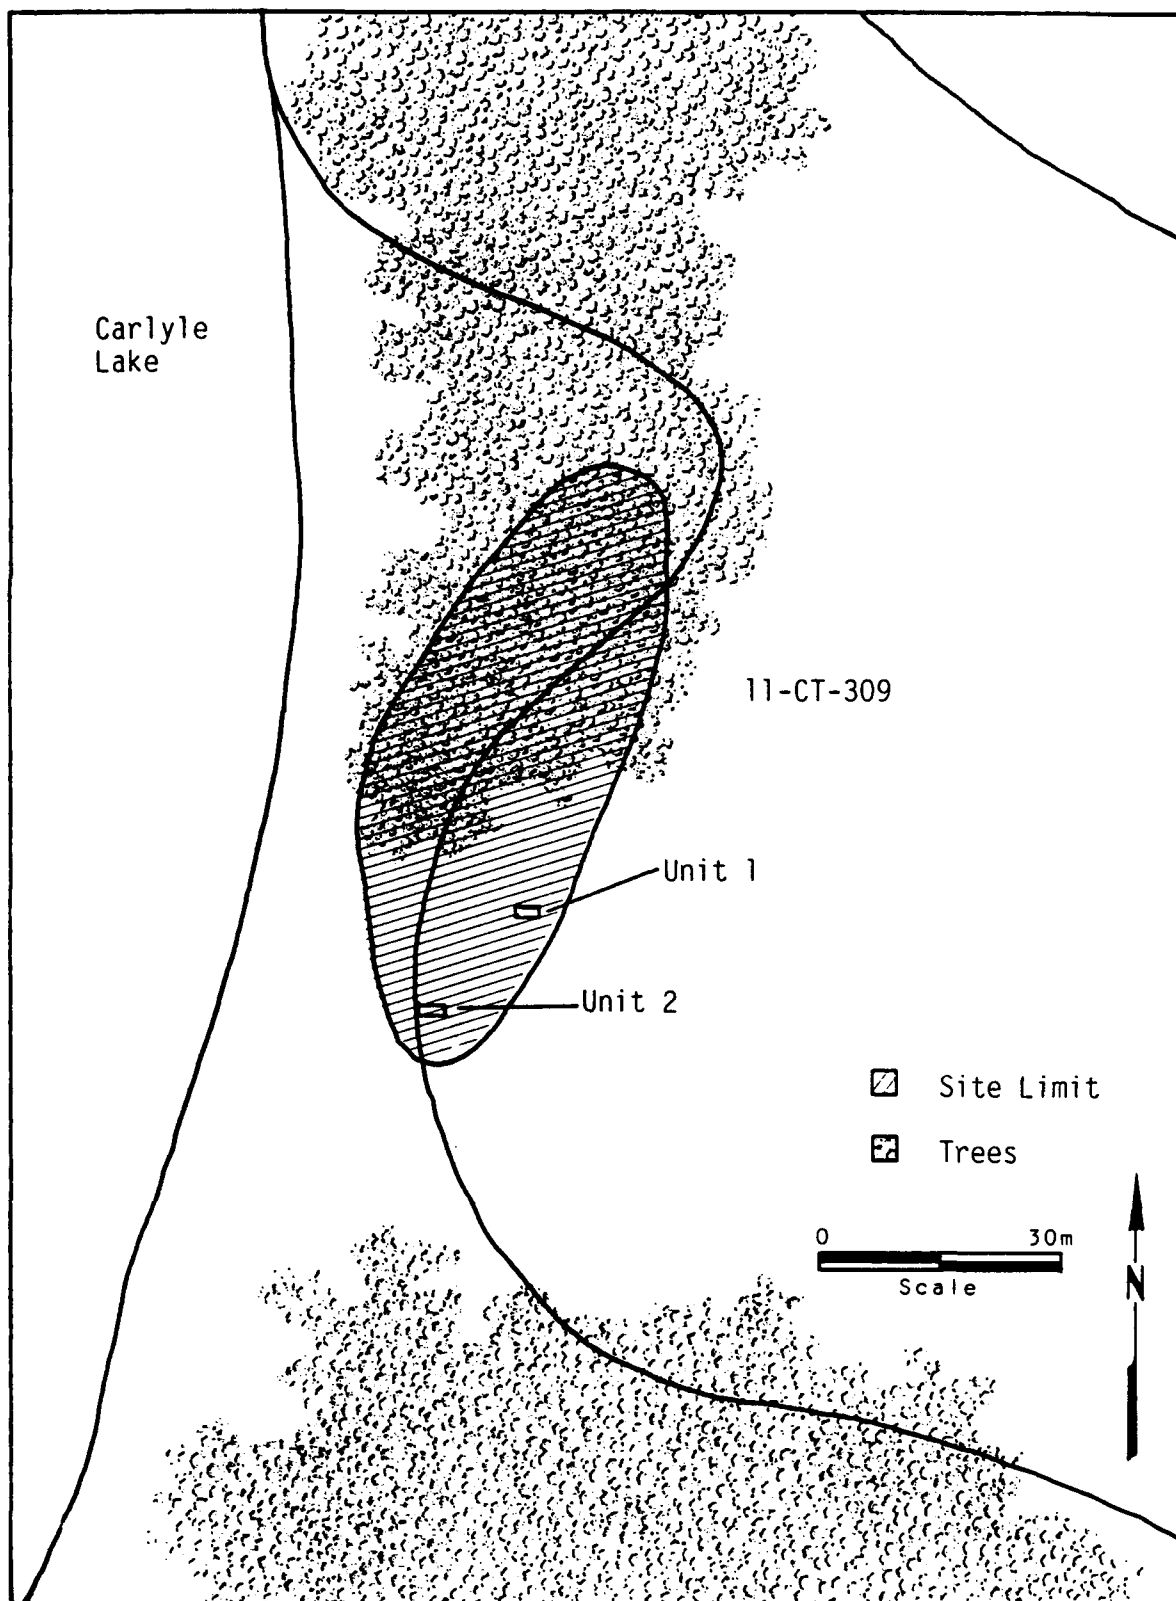 Carlyle
Lake
11-CT-309
Unit 1
Unit 2
Site Limit
Trees
0 30m
Scale
N